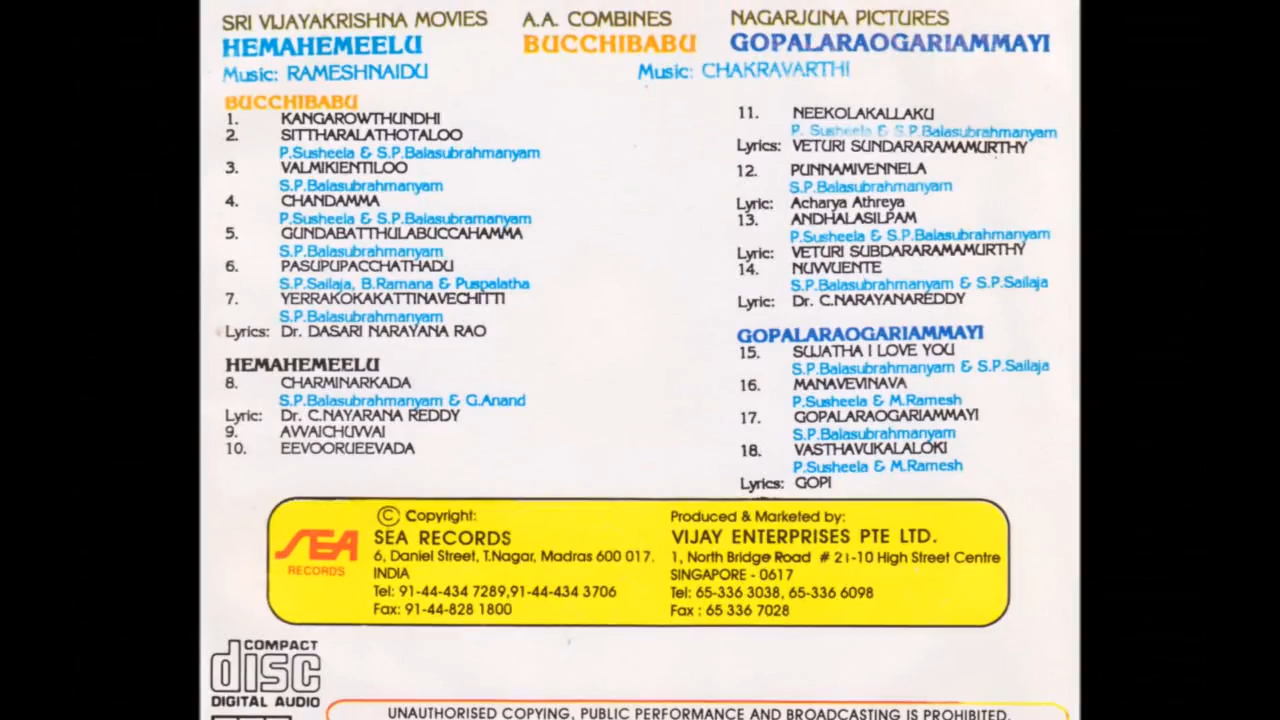 SRI VIJAYAKRISHNA MOVIES
HEMAHEMEELU
Music: RAMESHNAIDU
A.A. COMBINES
BUCCHIBABU
NAGARJUNA PICTURES
GOPALARAOGARIAMMAYI
Music: CHAKRAVARTHI
BUCCHIBABU
1. KANGAROWTHUNDHI
2. SITTHARALATHOTALOO
P.Susheela & S.P.Balasubrahmanyam
3. VALMIKIENTILOO
S.P.Balasubrahmanyam
4. CHANDAMMA
P.Susheela & S.P.Balasubramanyam
5. GUNDABATTHULABUCCAHAMMA
S.P.Balasubrahmanyam
6. PASUPUPACCHATHADU
S.P.Sailaja, B.Ramana & Puspalatha
7. YERRAKOKAKATTINAVECHITTI
S.P.Balasubrahmanyam
Lyrics: Dr. DASARI NARAYANA RAO
HEMAHEMEELU
8. CHARMINARKADA
S.P.Balasubrahmanyam & G.Anand
Lyric: Dr. C.NAYARANA REDDY
9. AVVAICHUVVAI
10. EEVOORUEEVADA
11. NEEKOLAKALLAKU
P. Susheela & S.P.Balasubrahmanyam
Lyrics: VETURI SUNDARARAMAMURTHY
12. PUNNAMIVENNELA
S.P.Balasubrahmanyam
Lyric: Acharya Athreya
13. ANDHALASILPAM
P.Susheela & S.P.Balasubrahmanyam
Lyric: VETURI SUBDARARAMAMURTHY
14. NUVVUENTE
S.P.Balasubrahmanyam & S.P.Sailaja
Lyric: Dr. C.NARAYANAREDDY
GOPALARAOGARIAMMAYI
15. SUJATHA I LOVE YOU
S.P.Balasubrahmanyam & S.P.Sailaja
16. MANAVEVINAVA
P.Susheela & M.Ramesh
17. GOPALARAOGARIAMMAYI
S.P.Balasubrahmanyam
18. VASTHAVUKALALOKI
P.Susheela & M.Ramesh
Lyrics: GOPI
SEA
RECORDS
© Copyright:
SEA RECORDS
6, Daniel Street, T.Nagar, Madras 600 017.
INDIA
Tel: 91-44-434 7289,91-44-434 3706
Fax: 91-44-828 1800
Produced & Marketed by:
VIJAY ENTERPRISES PTE LTD.
1, North Bridge Road # 21-10 High Street Centre
SINGAPORE - 0617
Tel: 65-336 3038, 65-336 6098
Fax : 65 336 7028
COMPACT
disc
DIGITAL AUDIO
UNAUTHORISED COPYING, PUBLIC PERFORMANCE AND BROADCASTING IS PROHIBITED.